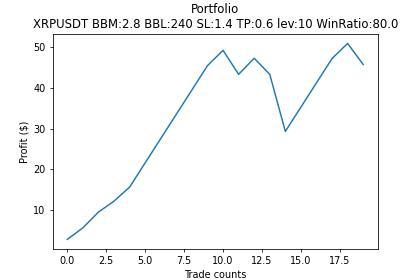 Portfolio
XRPUSDT BBM:2.8 BBL:240 SL:1.4 TP:0.6 lev:10 WinRatio:80.0
50
40
30
20
10
Profit ($)
0.0 2.5 5.0 7.5 10.0 12.5 15.0 17.5
Trade counts